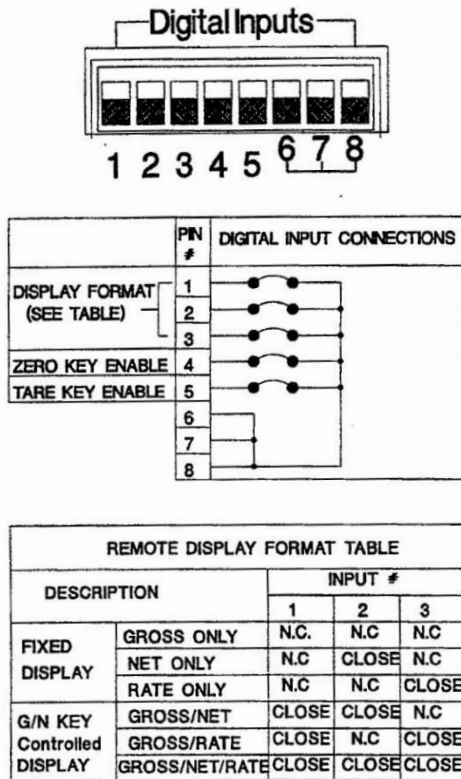 Digital Inputs
1 2 3 4 5 6 7 8
PIN # DIGITAL INPUT CONNECTIONS
DISPLAY FORMAT (SEE TABLE) 1 2 3
ZERO KEY ENABLE 4
TARE KEY ENABLE 5
6
7
8
REMOTE DISPLAY FORMAT TABLE
DESCRIPTION INPUT #
1 2 3
FIXED DISPLAY
GROSS ONLY N.C. N.C N.C
NET ONLY N.C CLOSE N.C
RATE ONLY N.C N.C CLOSE
G/N KEY Controlled DISPLAY
GROSS/NET CLOSE CLOSE N.C
GROSS/RATE CLOSE N.C CLOSE
GROSS/NET/RATE CLOSE CLOSE CLOSE